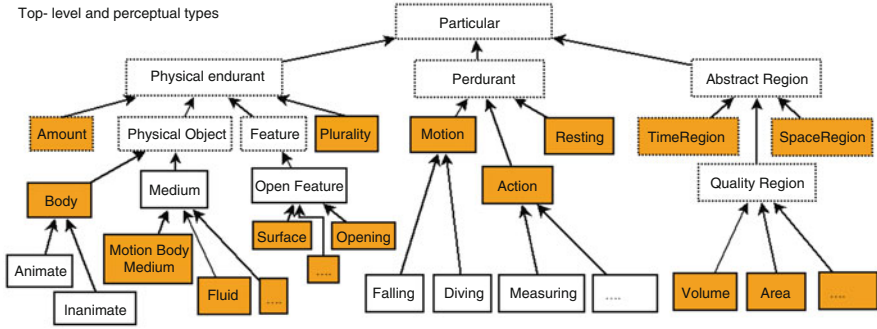 Top- level and perceptual types
Particular
Physical endurant
Perdurant
Abstract Region
Amount
Physical Object
Feature
Plurality
Motion
Resting
TimeRegion
SpaceRegion
Body
Medium
Open Feature
Action
Quality Region
Surface
Opening
Motion Body
Medium
Animate
Inanimate
Fluid
....
....
Falling
Diving
Measuring
....
Volume
Area
....